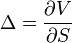 Δ = ∂V/∂S